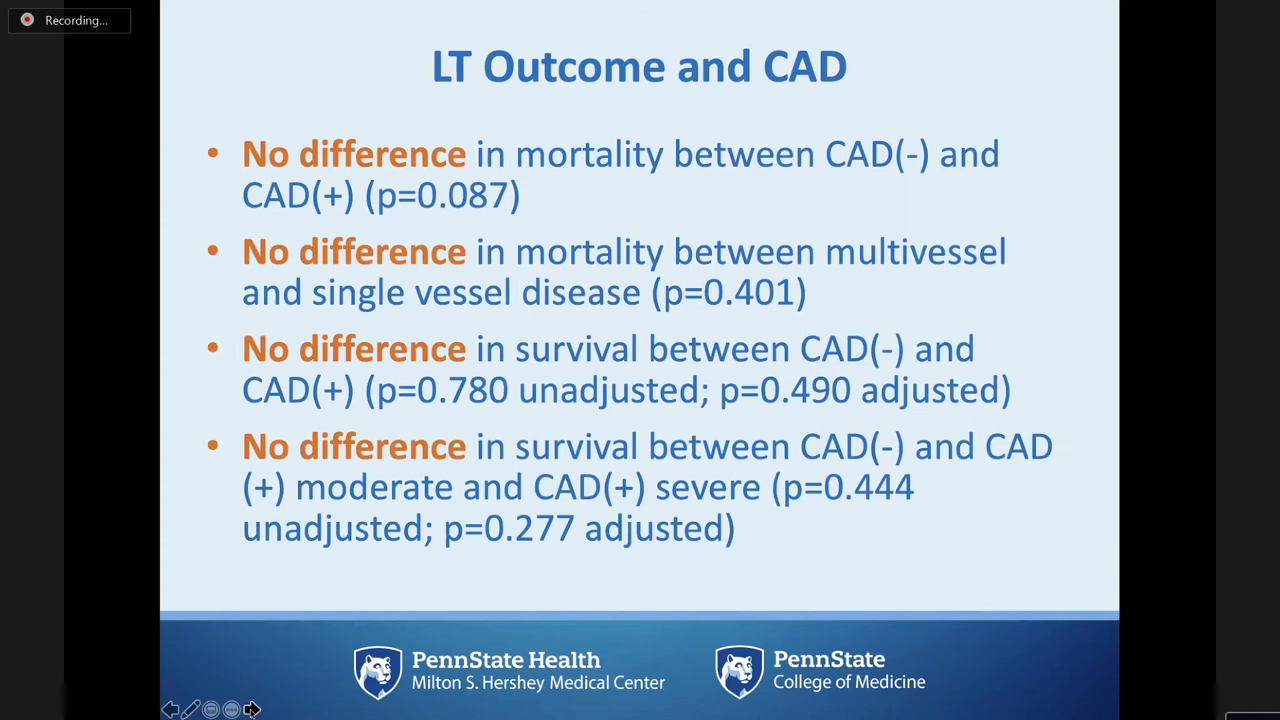 Recording...
LT Outcome and CAD
• No difference in mortality between CAD(-) and
CAD(+) (p=0.087)
• No difference in mortality between multivessel
and single vessel disease (p=0.401)
• No difference in survival between CAD(-) and
CAD(+) (p=0.780 unadjusted; p=0.490 adjusted)
• No difference in survival between CAD(-) and CAD
(+) moderate and CAD(+) severe (p=0.444
unadjusted; p=0.277 adjusted)
PennState Health
Milton S. Hershey Medical Center
PennState
College of Medicine